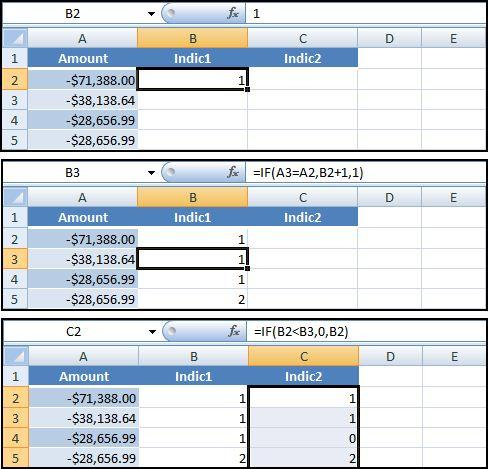 B2 fx 1
A B C D E
1 Amount Indic1 Indic2
2 -$71,388.00 1
3 -$38,138.64
4 -$28,656.99
5 -$28,656.99
B3 fx =IF(A3=A2,B2+1,1)
A B C D E
1 Amount Indic1 Indic2
2 -$71,388.00 1
3 -$38,138.64 1
4 -$28,656.99 1
5 -$28,656.99 2
C2 fx =IF(B2<B3,0,B2)
A B C D E
1 Amount Indic1 Indic2
2 -$71,388.00 1 1
3 -$38,138.64 1 1
4 -$28,656.99 1 0
5 -$28,656.99 2 2